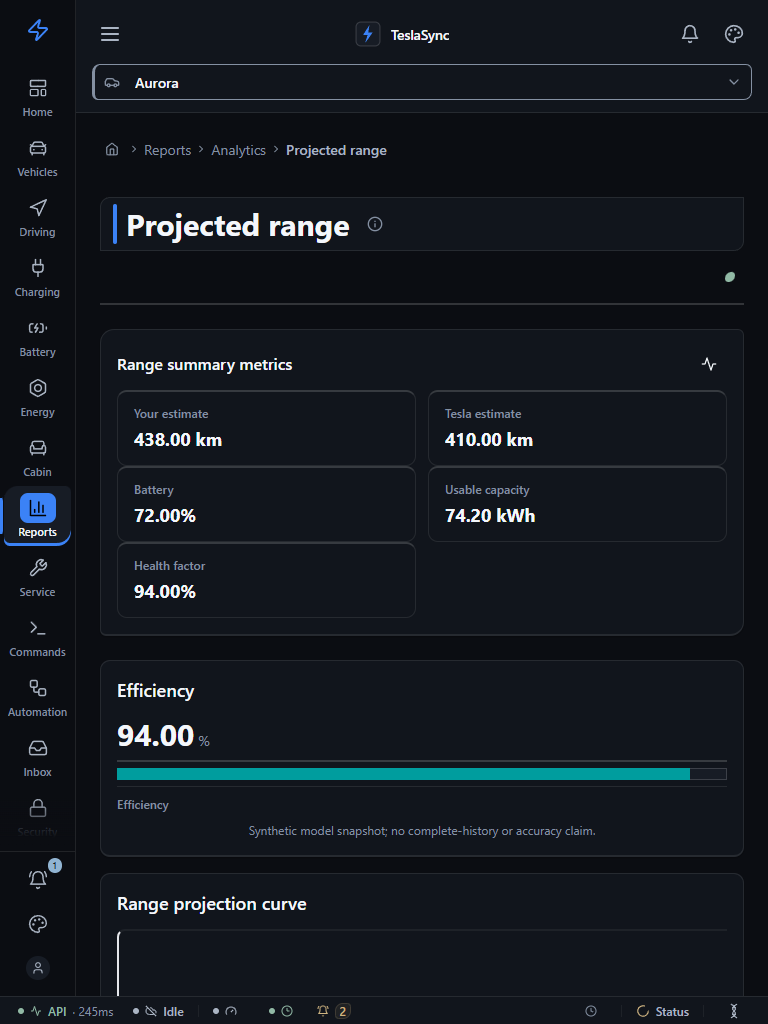 TeslaSync
Aurora
Home
Vehicles
Driving
Charging
Battery
Energy
Cabin
Reports
Service
Commands
Automation
Inbox
Security
1
Reports
Analytics
Projected range
Projected range
Range summary metrics
Your estimate
438.00 km
Tesla estimate
410.00 km
Battery
72.00%
Usable capacity
74.20 kWh
Health factor
94.00%
Efficiency
94.00 %
Efficiency
Synthetic model snapshot; no complete-history or accuracy claim.
Range projection curve
API · 245ms
Idle
2
Status